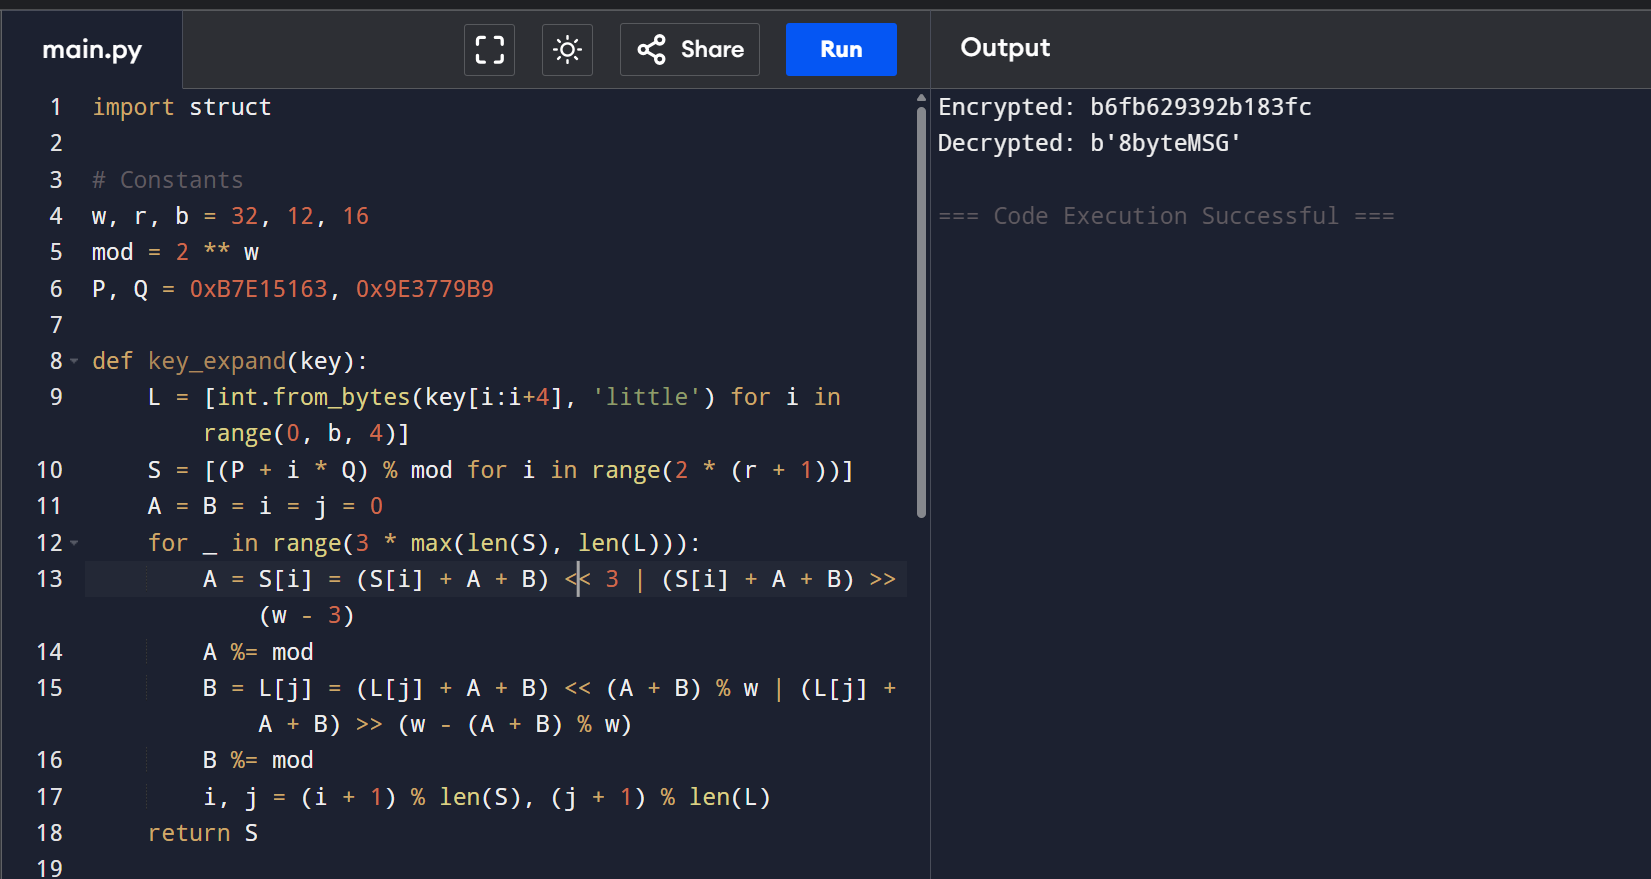 main.py
Share
Run
Output
1 import struct
2
3 # Constants
4 w, r, b = 32, 12, 16
5 mod = 2 ** w
6 P, Q = 0xB7E15163, 0x9E3779B9
7
8 def key_expand(key):
9     L = [int.from_bytes(key[i:i+4], 'little') for i in
        range(0, b, 4)]
10     S = [(P + i * Q) % mod for i in range(2 * (r + 1))]
11     A = B = i = j = 0
12     for _ in range(3 * max(len(S), len(L))):
13         A = S[i] = (S[i] + A + B) << 3 | (S[i] + A + B) >>
            (w - 3)
14         A %= mod
15         B = L[j] = (L[j] + A + B) << (A + B) % w | (L[j] +
            A + B) >> (w - (A + B) % w)
16         B %= mod
17         i, j = (i + 1) % len(S), (j + 1) % len(L)
18     return S
19
Encrypted: b6fb629392b183fc
Decrypted: b'8byteMSG'
=== Code Execution Successful ===